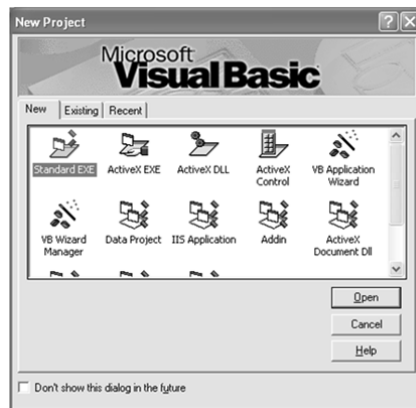 New Project
Microsoft
Visual Basic
New Existing Recent
Standard EXE ActiveX EXE ActiveX DLL ActiveX Control VB Application Wizard
VB Wizard Manager Data Project IIS Application Addin ActiveX Document Dll
Open
Cancel
Help
Don't show this dialog in the future